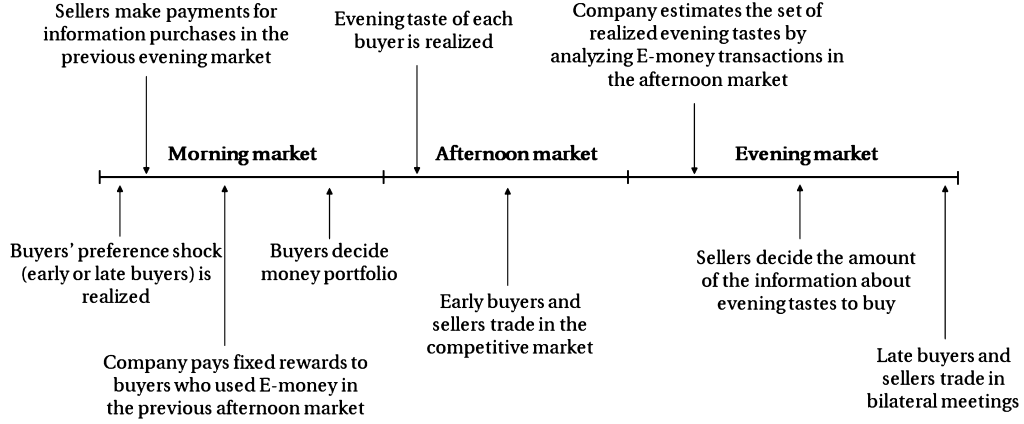 Sellers make payments for
information purchases in the
previous evening market
Evening taste of each
buyer is realized
Company estimates the set of
realized evening tastes by
analyzing E-money transactions in
the afternoon market
Morning market
Afternoon market
Evening market
Buyers' preference shock
(early or late buyers) is
realized
Company pays fixed rewards to
buyers who used E-money in
the previous afternoon market
Buyers decide
money portfolio
Early buyers and
sellers trade in the
competitive market
Sellers decide the amount
of the information about
evening tastes to buy
Late buyers and
sellers trade in
bilateral meetings